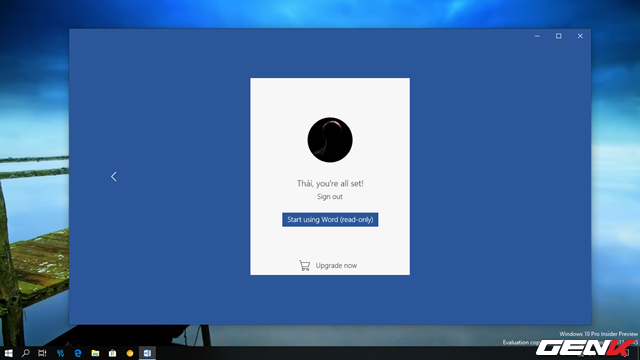 Thái, you're all set!
Sign out
Start using Word (read-only)
Upgrade now
Windows 10 Pro Insider Preview
Evaluation cop
GENK